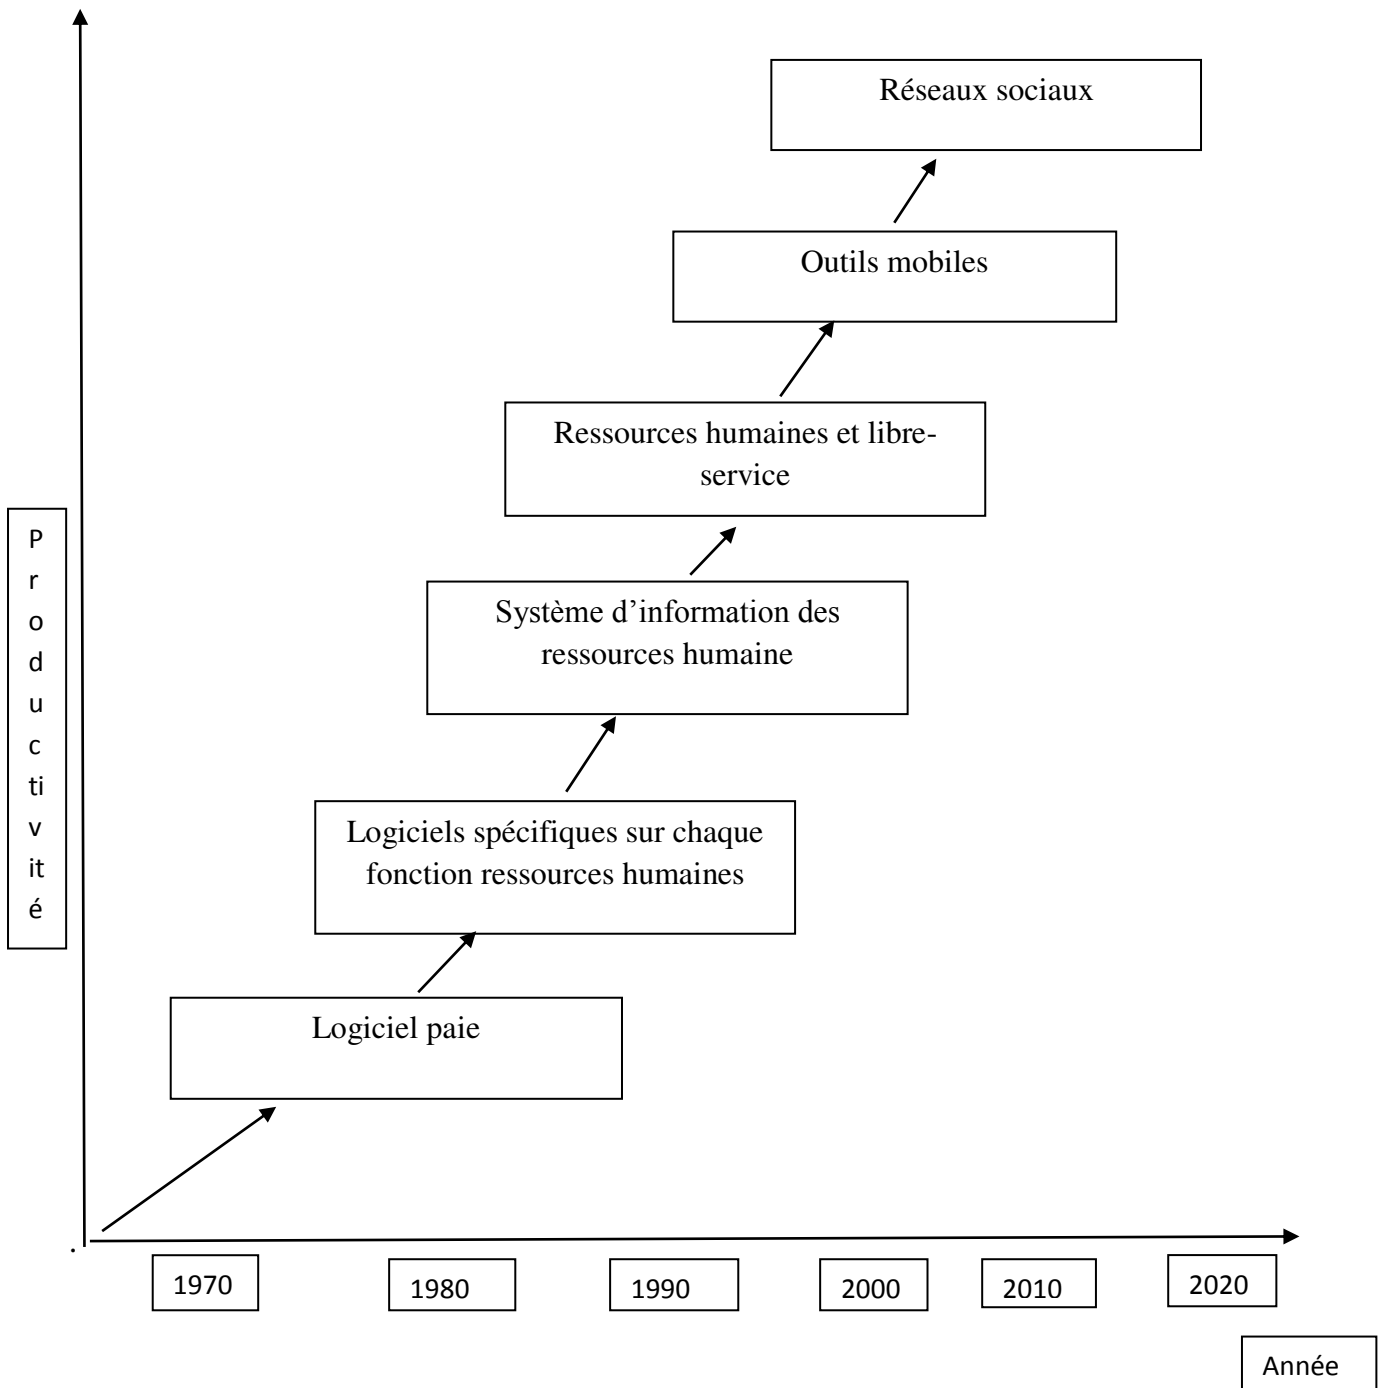 Réseaux sociaux
Outils mobiles
Ressources humaines et libre-
service
Système d’information des
ressources humaine
Logiciels spécifiques sur chaque
fonction ressources humaines
Logiciel paie
P
r
o
d
u
c
ti
v
it
é
1970
1980
1990
2000
2010
2020
Année